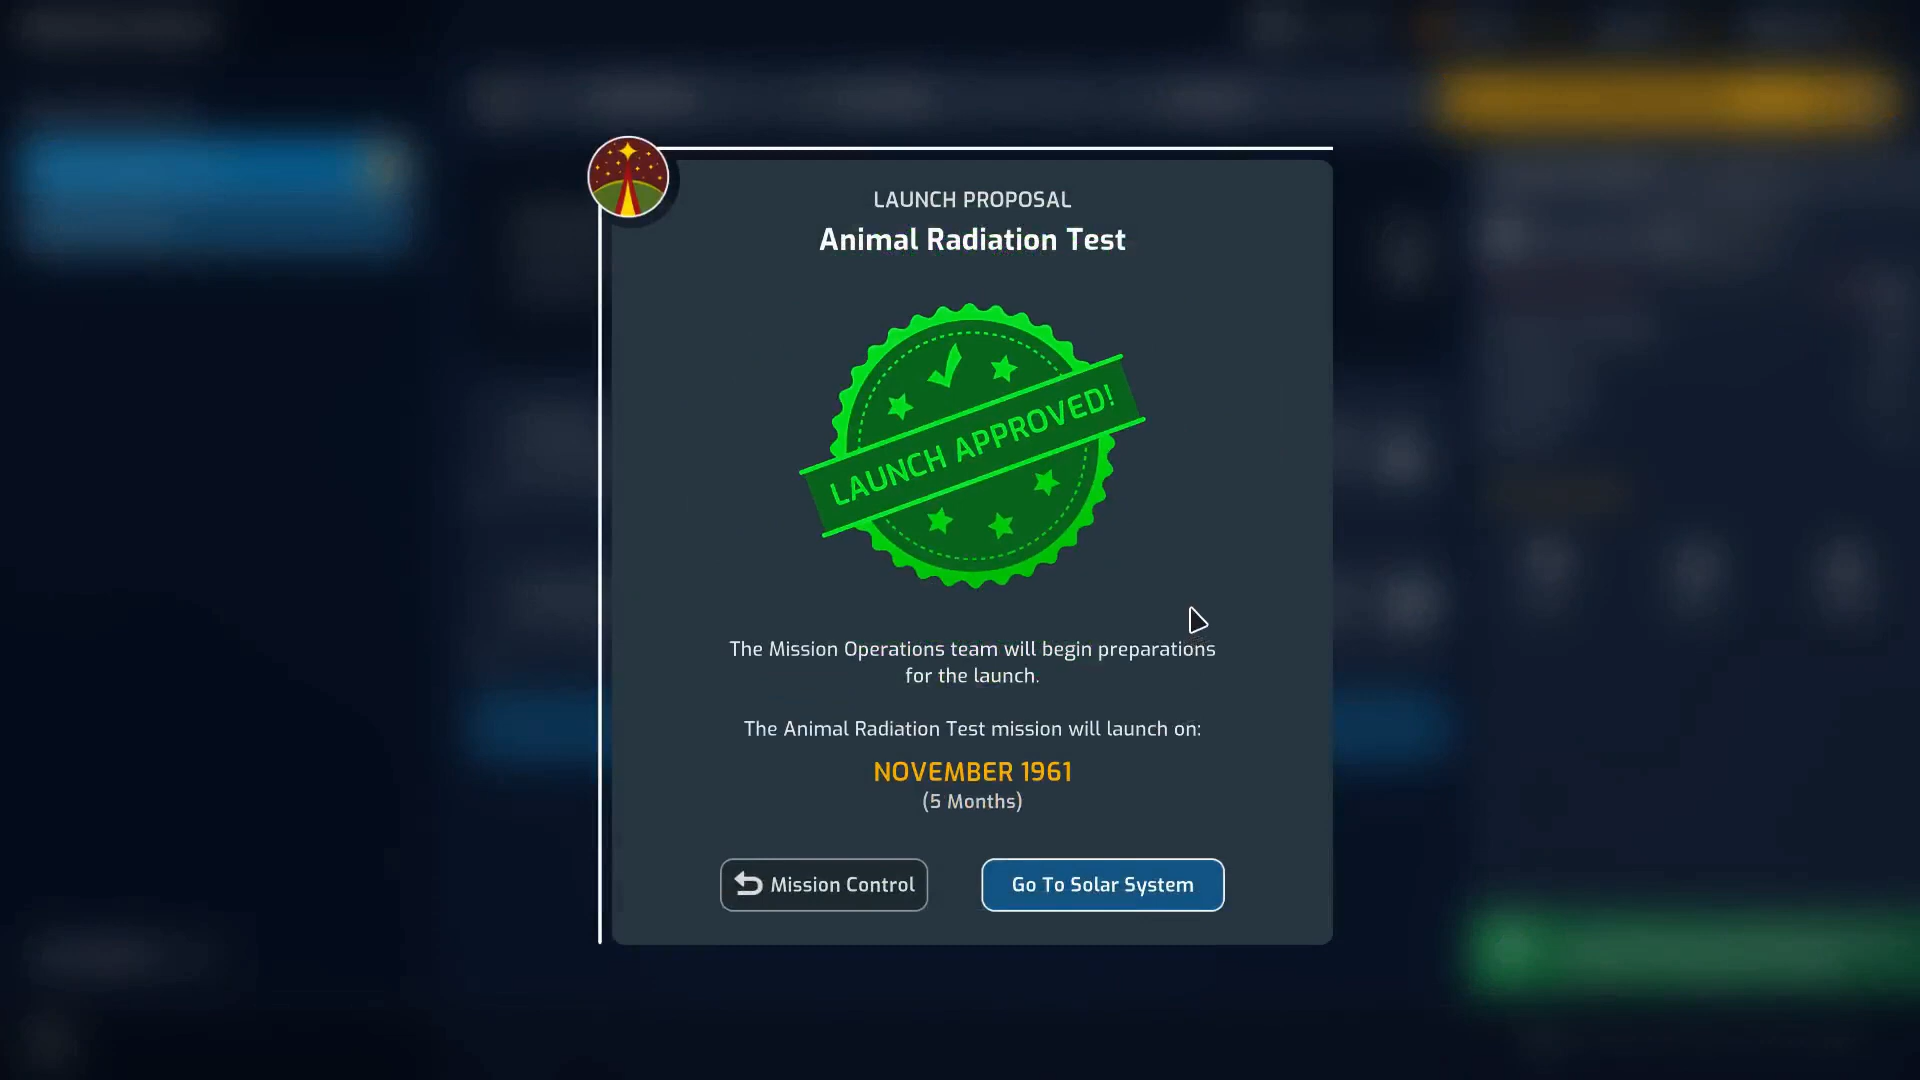 LAUNCH PROPOSAL
Animal Radiation Test
LAUNCH APPROVED!
The Mission Operations team will begin preparations
for the launch.
The Animal Radiation Test mission will launch on:
NOVEMBER 1961
(5 Months)
Mission Control
Go To Solar System